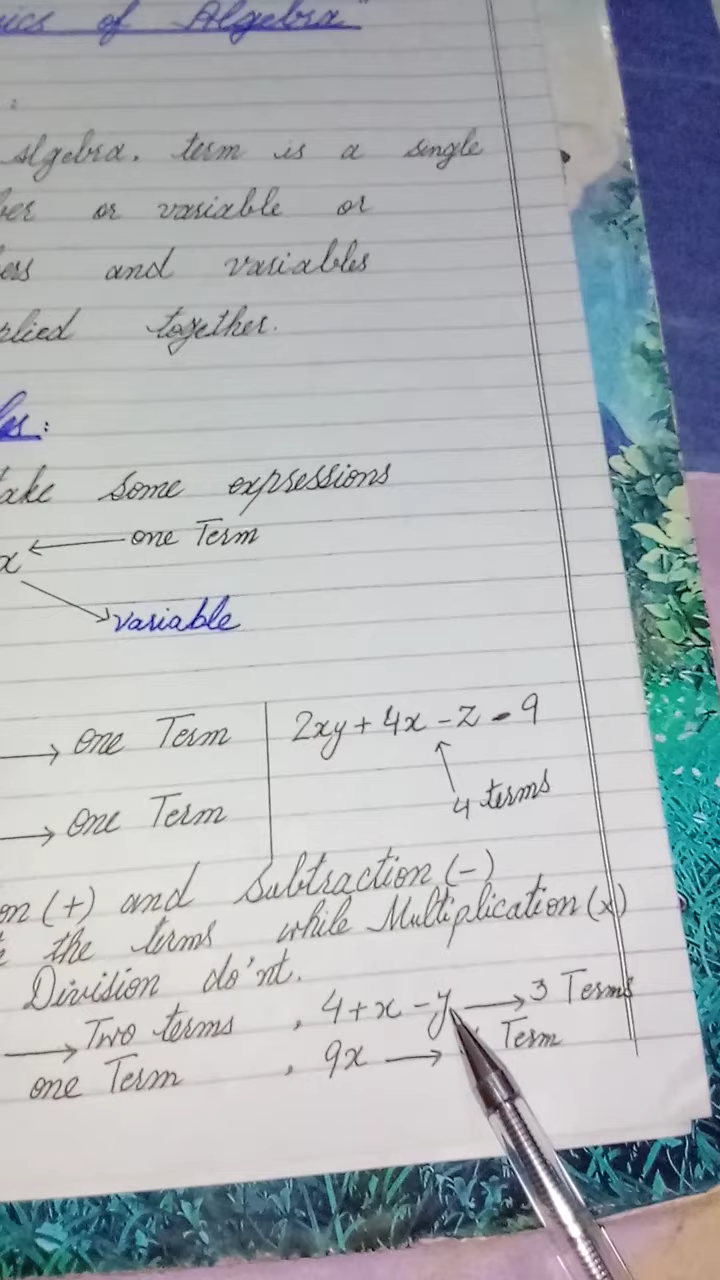 ics of Algebra"
:
Algebra. term is a single
ber or variable or
bers and variables
plied together.
les:
take some expressions
x ← one Term
variable
→ one Term
2xy + 4x - z - 9
4 terms
→ one Term
on (+) and Subtraction (-)
e the terms while Multiplication (x)
Division do'nt.
→ Two terms , 4 + x - y → 3 Terms
one Term , 9x → Term